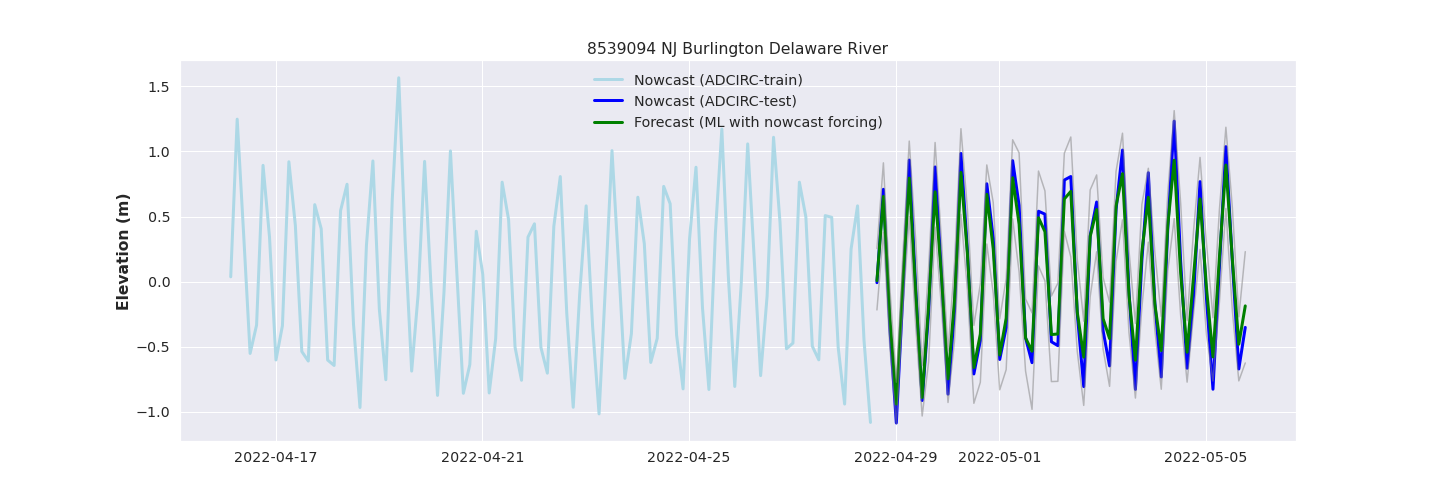 8539094 NJ Burlington Delaware River
Nowcast (ADCIRC-train)
Nowcast (ADCIRC-test)
Forecast (ML with nowcast forcing)
Elevation (m)
1.5
1.0
0.5
0.0
−0.5
−1.0
2022-04-17 2022-04-21 2022-04-25 2022-04-29 2022-05-01 2022-05-05